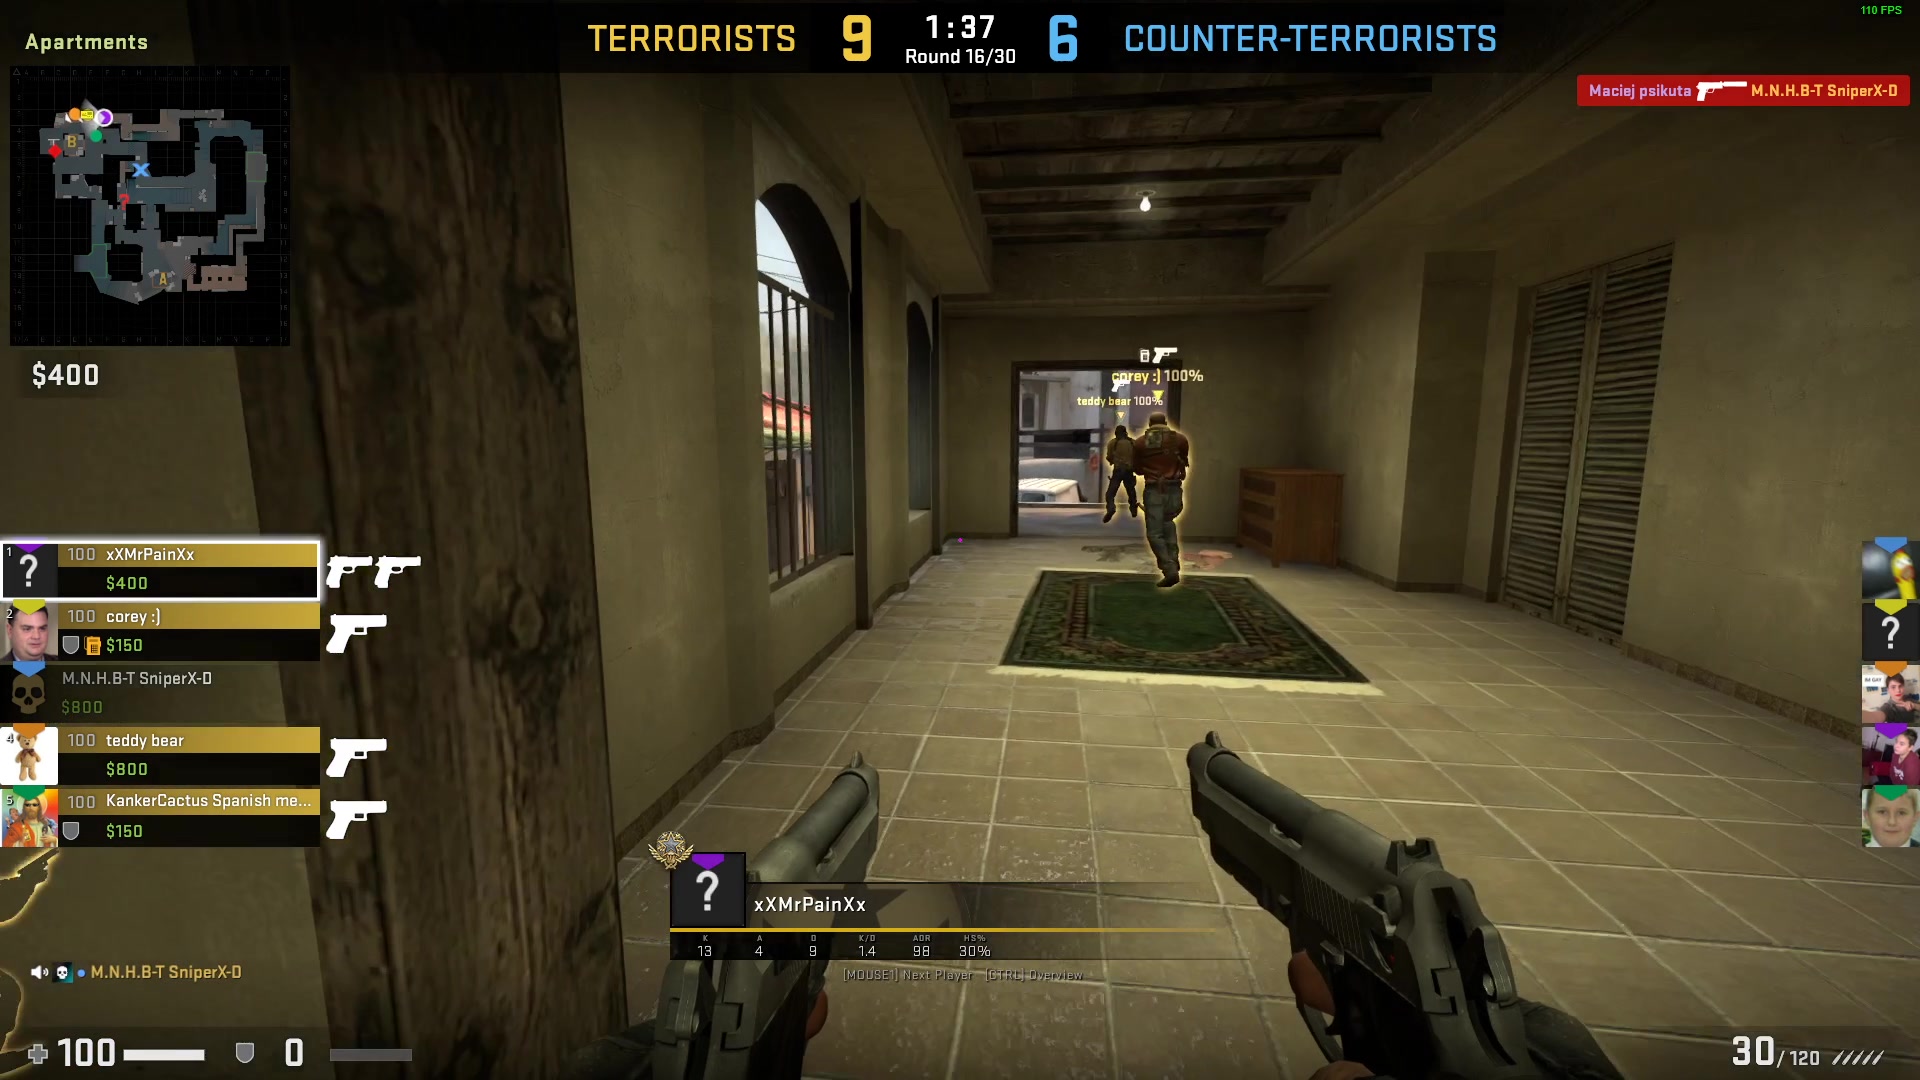 110 FPS
Apartments
TERRORISTS 9 1:37 6 COUNTER-TERRORISTS
Round 16/30
Maciej psikuta M.N.H.B-T SniperX-D
B
?
A
$400
corey :) 100%
teddy bear 100%
1 ? 100 xXMrPainXx
$400
2 100 corey :)
$150
M.N.H.B-T SniperX-D
$800
4 100 teddy bear
$800
5 100 KankerCactus Spanish me...
$150
?
? xXMrPainXx
K A D K/D ADR HS%
13 4 9 1.4 98 30%
[MOUSE1] Next Player [CTRL] Overview
M.N.H.B-T SniperX-D
100 0
30 / 120